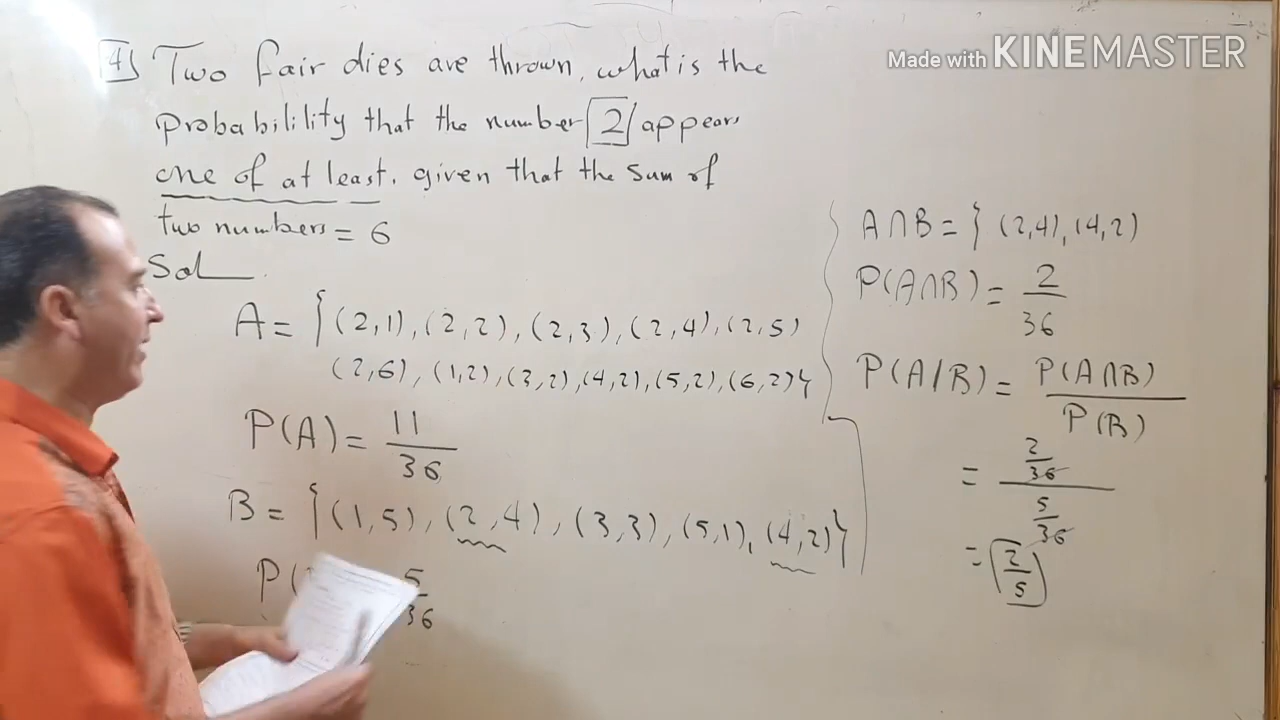 4) Two fair dies are thrown, what is the
probabilility that the number 2 appears
one of at least. given that the sum of
two numbers = 6
Sol
A = { (2,1), (2,2), (2,3), (2,4), (2,5)
(2,6), (1,2), (3,2), (4,2), (5,2), (6,2) }
P(A) = 11/36
B = { (1,5), (2,4), (3,3), (5,1), (4,2) }
P( 5/36
A∩B = { (2,4), (4,2)
P(A∩B) = 2/36
P(A/B) = P(A∩B)/P(B)
= 2/36 / 5/36
= 2/5
Made with KINEMASTER